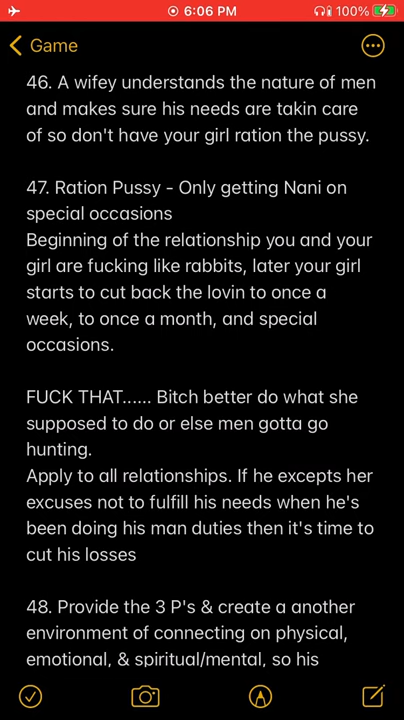 6:06 PM
100%
Game
46. A wifey understands the nature of men
and makes sure his needs are takin care
of so don't have your girl ration the pussy.
47. Ration Pussy - Only getting Nani on
special occasions
Beginning of the relationship you and your
girl are fucking like rabbits, later your girl
starts to cut back the lovin to once a
week, to once a month, and special
occasions.
FUCK THAT...... Bitch better do what she
supposed to do or else men gotta go
hunting.
Apply to all relationships. If he excepts her
excuses not to fulfill his needs when he's
been doing his man duties then it's time to
cut his losses
48. Provide the 3 P's & create a another
environment of connecting on physical,
emotional, & spiritual/mental, so his